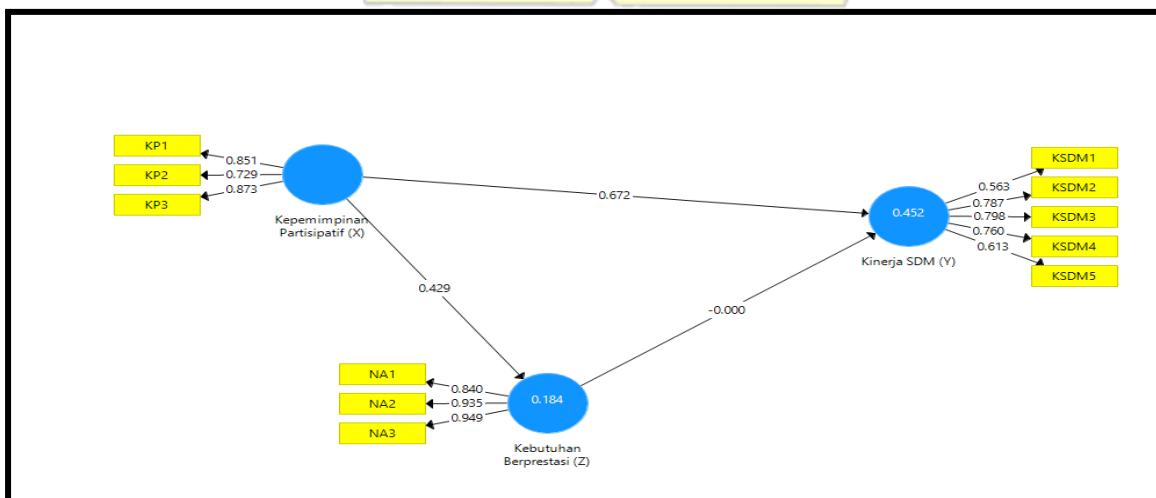 KP1
KP2
KP3
0.851
0.729
0.873
Kepemimpinan
Partisipatif (X)
0.672
0.429
-0.000
0.452
Kinerja SDM (Y)
0.563
0.787
0.798
0.760
0.613
KSDM1
KSDM2
KSDM3
KSDM4
KSDM5
NA1
NA2
NA3
0.840
0.935
0.949
0.184
Kebutuhan
Berprestasi (Z)